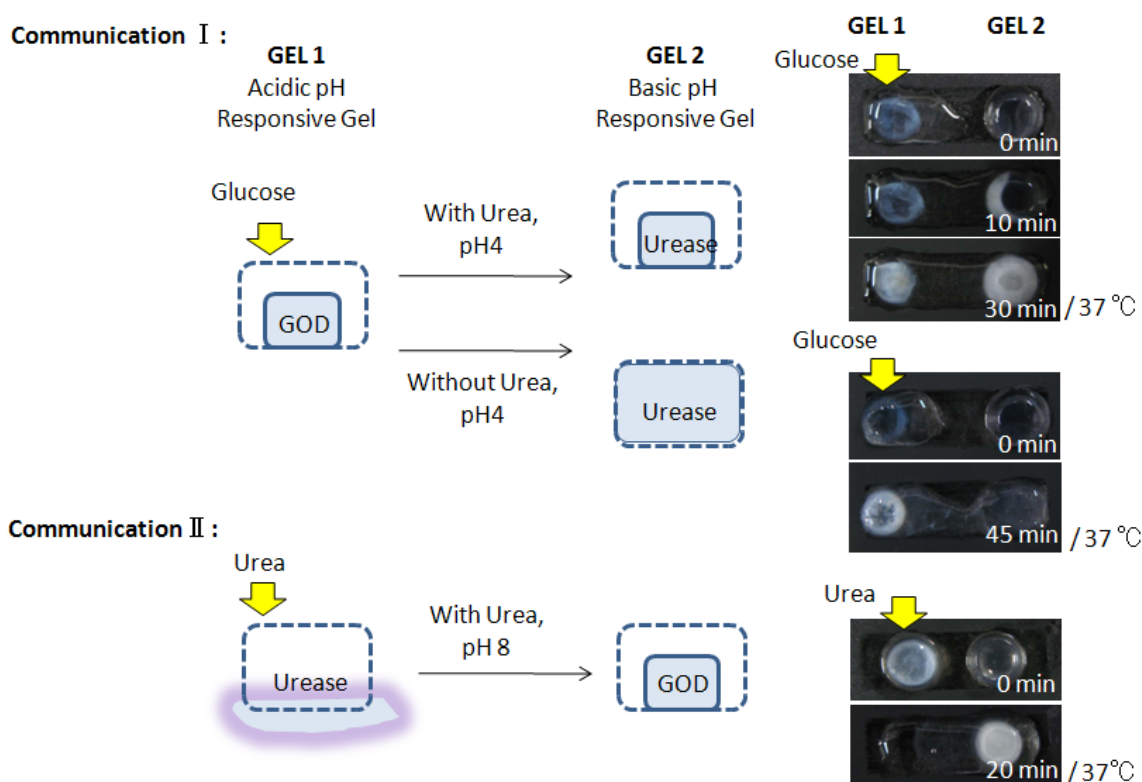 Communication Ⅰ :
GEL 1
Acidic pH
Responsive Gel
GEL 2
Basic pH
Responsive Gel
Glucose
With Urea,
pH4
GOD
Urease
Without Urea,
pH4
Urease
GEL 1
GEL 2
Glucose
0 min
10 min
30 min / 37 ℃
Glucose
0 min
45 min / 37 ℃
Communication Ⅱ :
Urea
With Urea,
pH 8
Urease
GOD
Urea
0 min
20 min /37℃